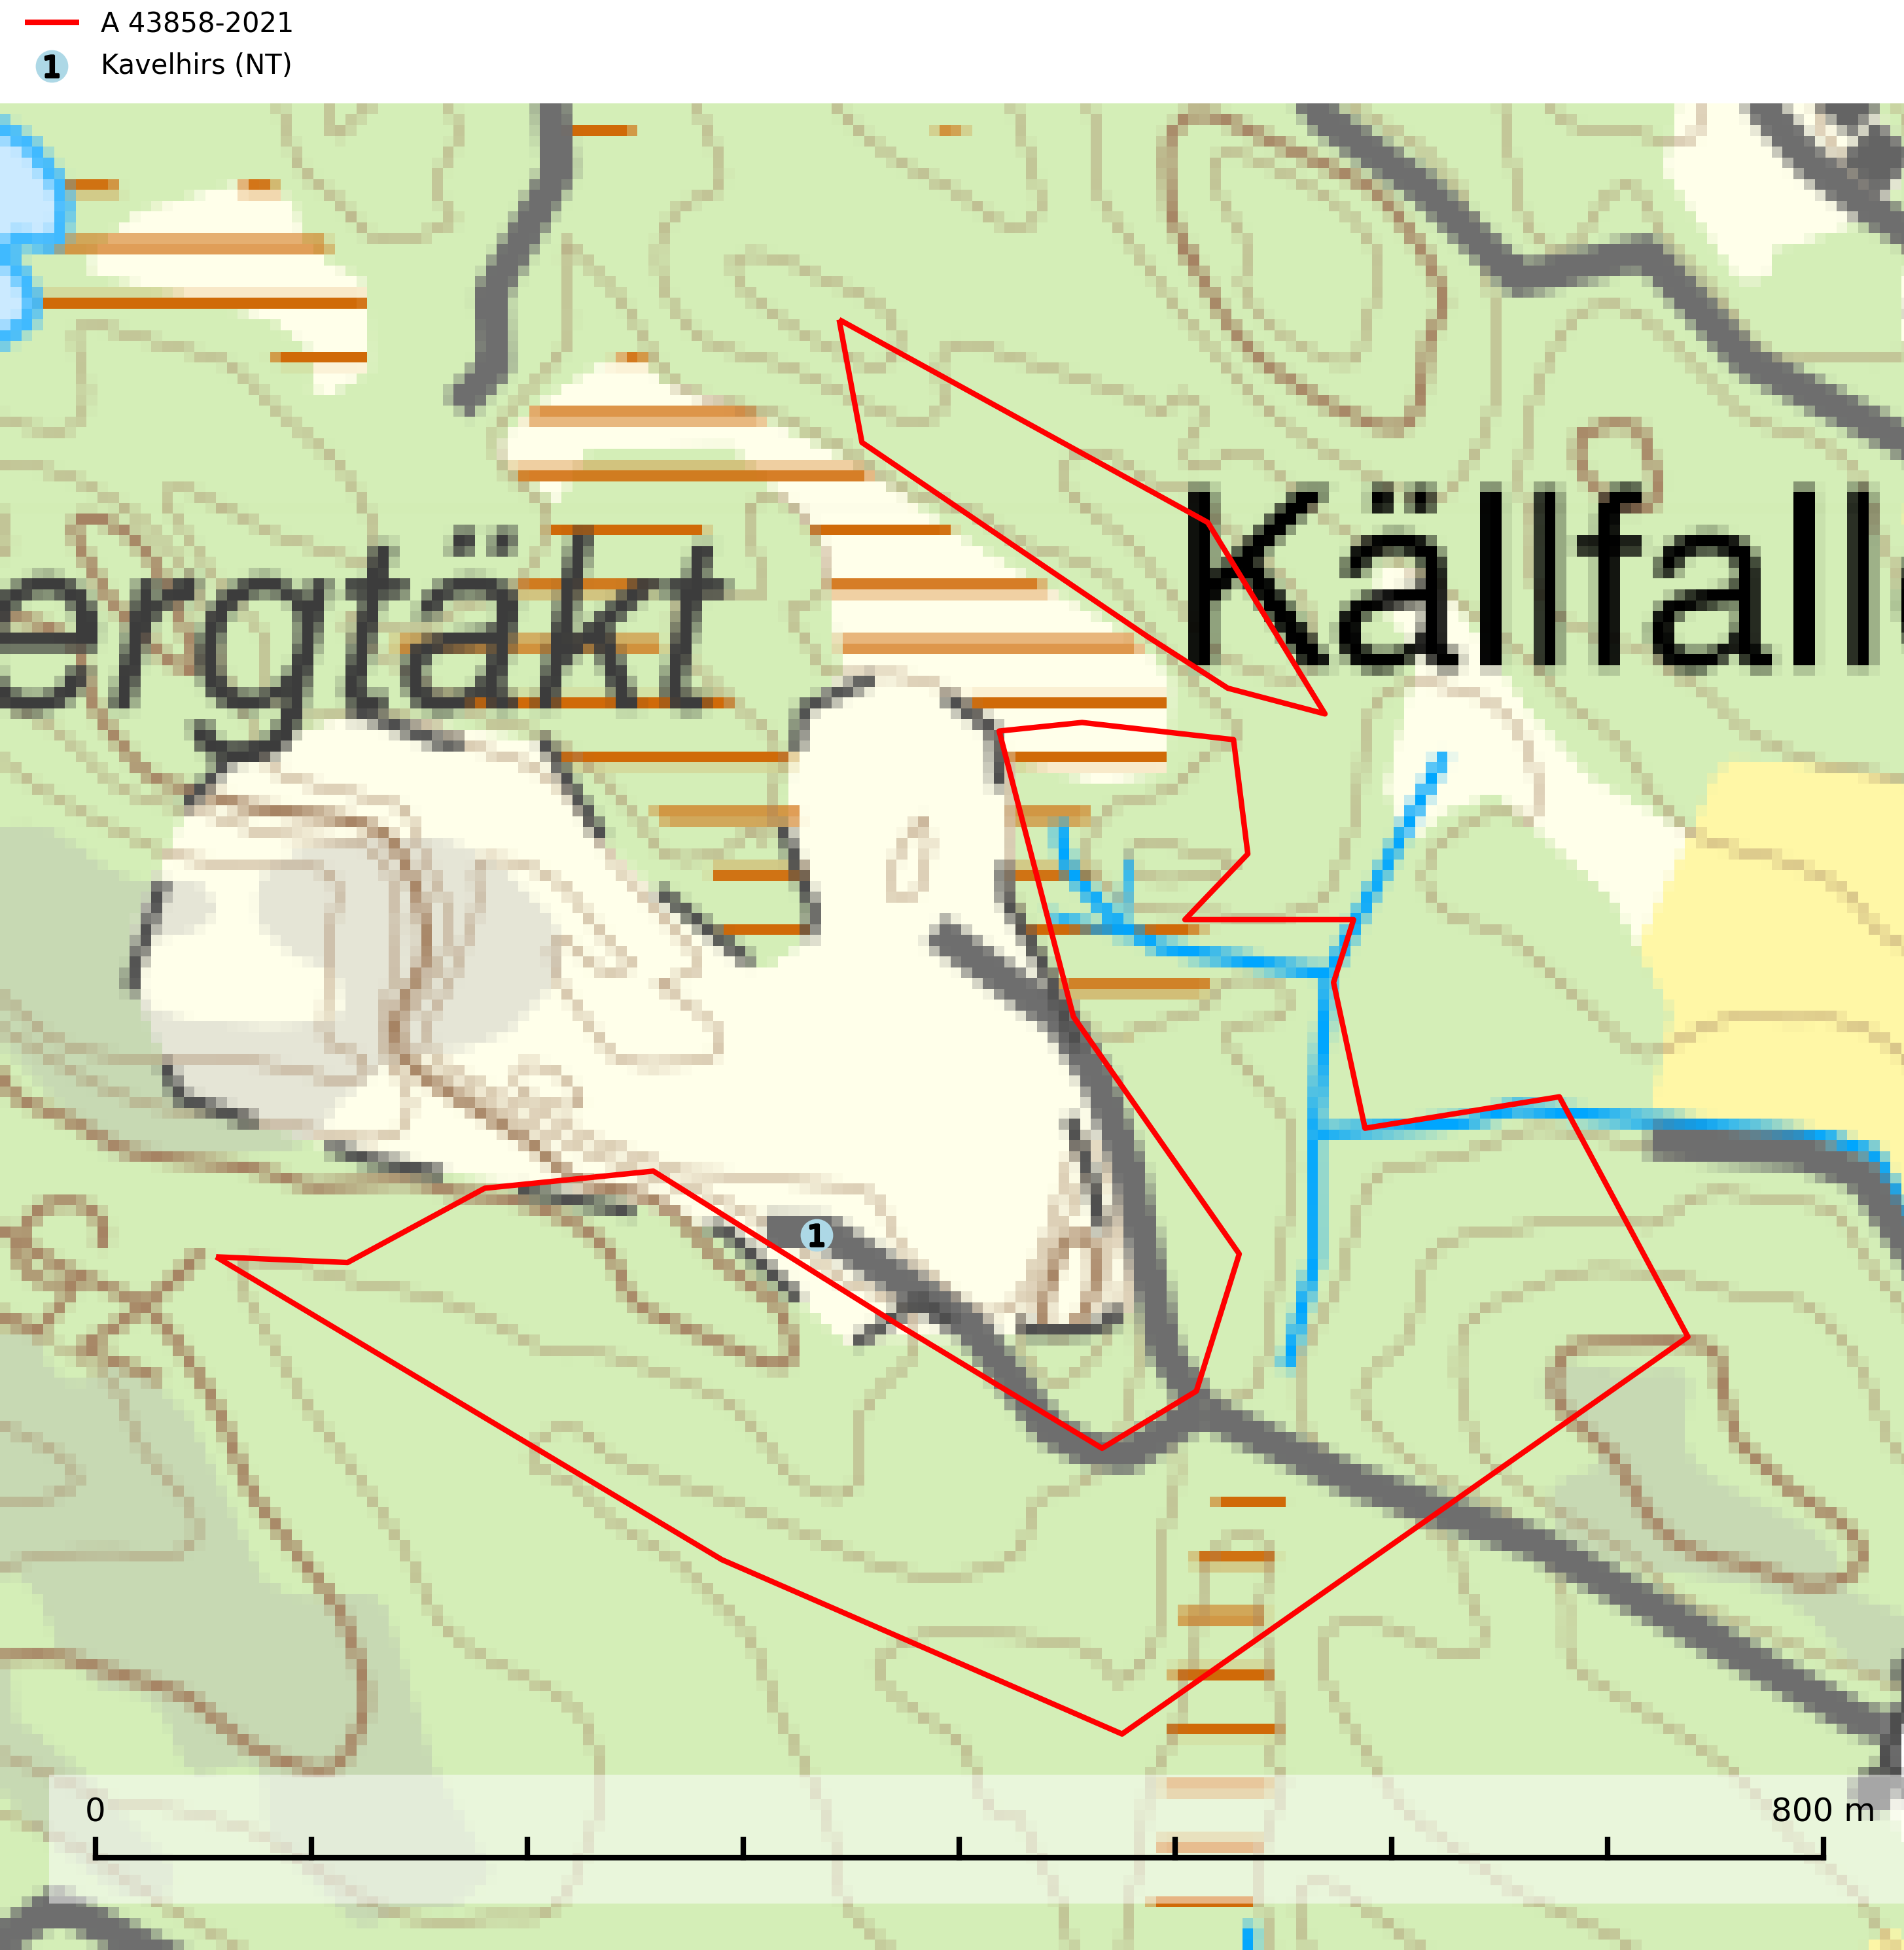 A 43858-2021
1 Kavelhirs (NT)
Källfall
ergtäkt
1
0 800 m